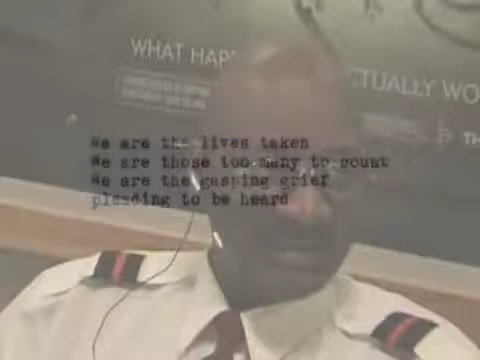 WHAT HAP
CTUALLY WO
TH
We are the lives taken
We are those too many to count
We are the gasping grief
pleading to be heard